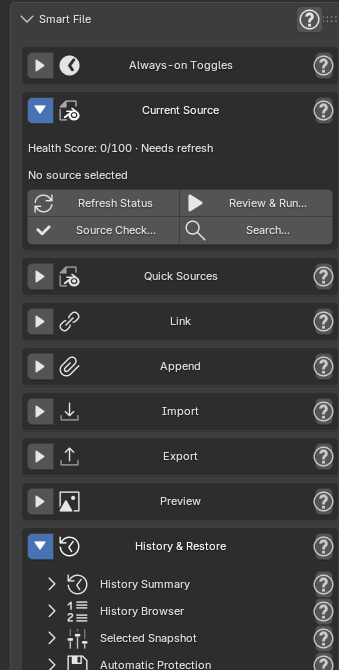 Smart File
Always-on Toggles
Current Source
Health Score: 0/100 · Needs refresh
No source selected
Refresh Status
Review & Run...
Source Check...
Search...
Quick Sources
Link
Append
Import
Export
Preview
History & Restore
History Summary
History Browser
Selected Snapshot
Automatic Protection